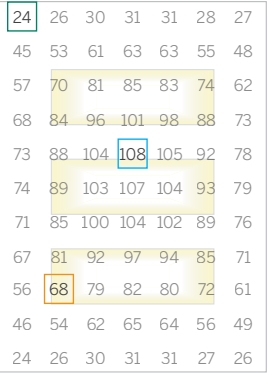 24 26 30 31 31 28 27
45 53 61 63 63 55 48
57 70 81 85 83 74 62
68 84 96 101 98 88 73
73 88 104 108 105 92 78
74 89 103 107 104 93 79
71 85 100 104 102 89 76
67 81 92 97 94 85 71
56 68 79 82 80 72 61
46 54 62 65 64 56 49
24 26 30 31 31 27 26